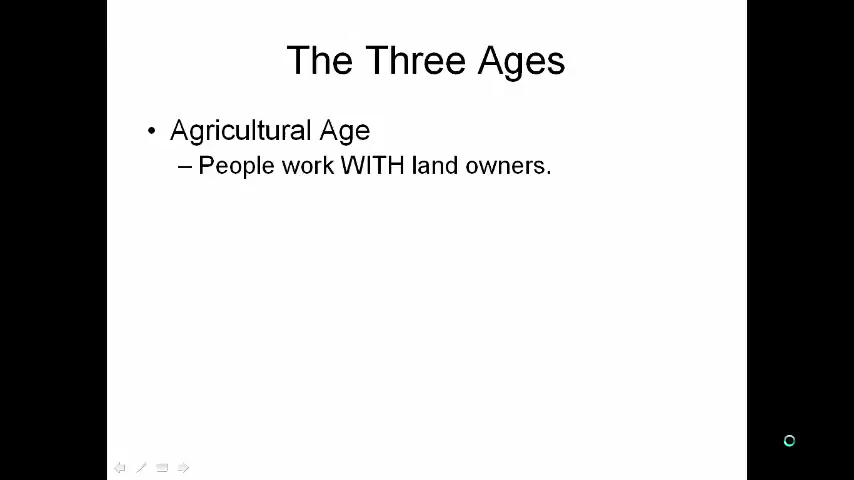 The Three Ages
• Agricultural Age
– People work WITH land owners.